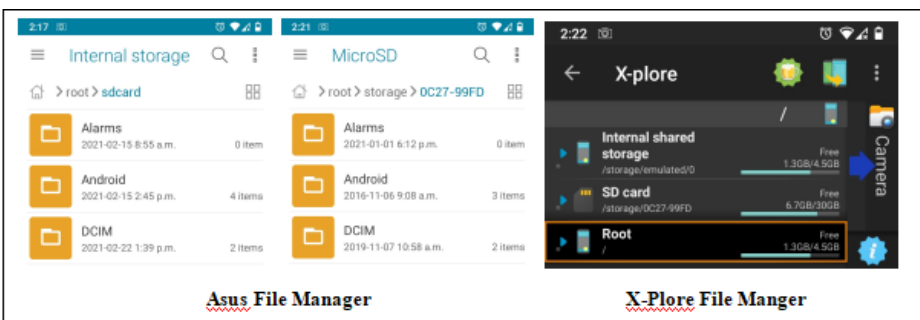 2:17
Internal storage
> root > sdcard
Alarms
2021-02-15 8:55 a.m.
0 item
Android
2021-02-15 2:45 p.m.
4 items
DCIM
2021-02-22 1:39 p.m.
2 items
2:21
MicroSD
> root > storage > 0C27-99FD
Alarms
2021-01-01 6:12 p.m.
0 item
Android
2016-11-06 9:08 a.m.
3 items
DCIM
2019-11-07 10:58 a.m.
2 items
Asus File Manager
2:22
X-plore
/
Internal shared
storage
/storage/emulated/0
Free
1.3GB/4.5GB
SD card
/storage/0C27-99FD
Free
6.7GB/30GB
Root
/
Free
1.3GB/4.5GB
Camera
i
X-Plore File Manger